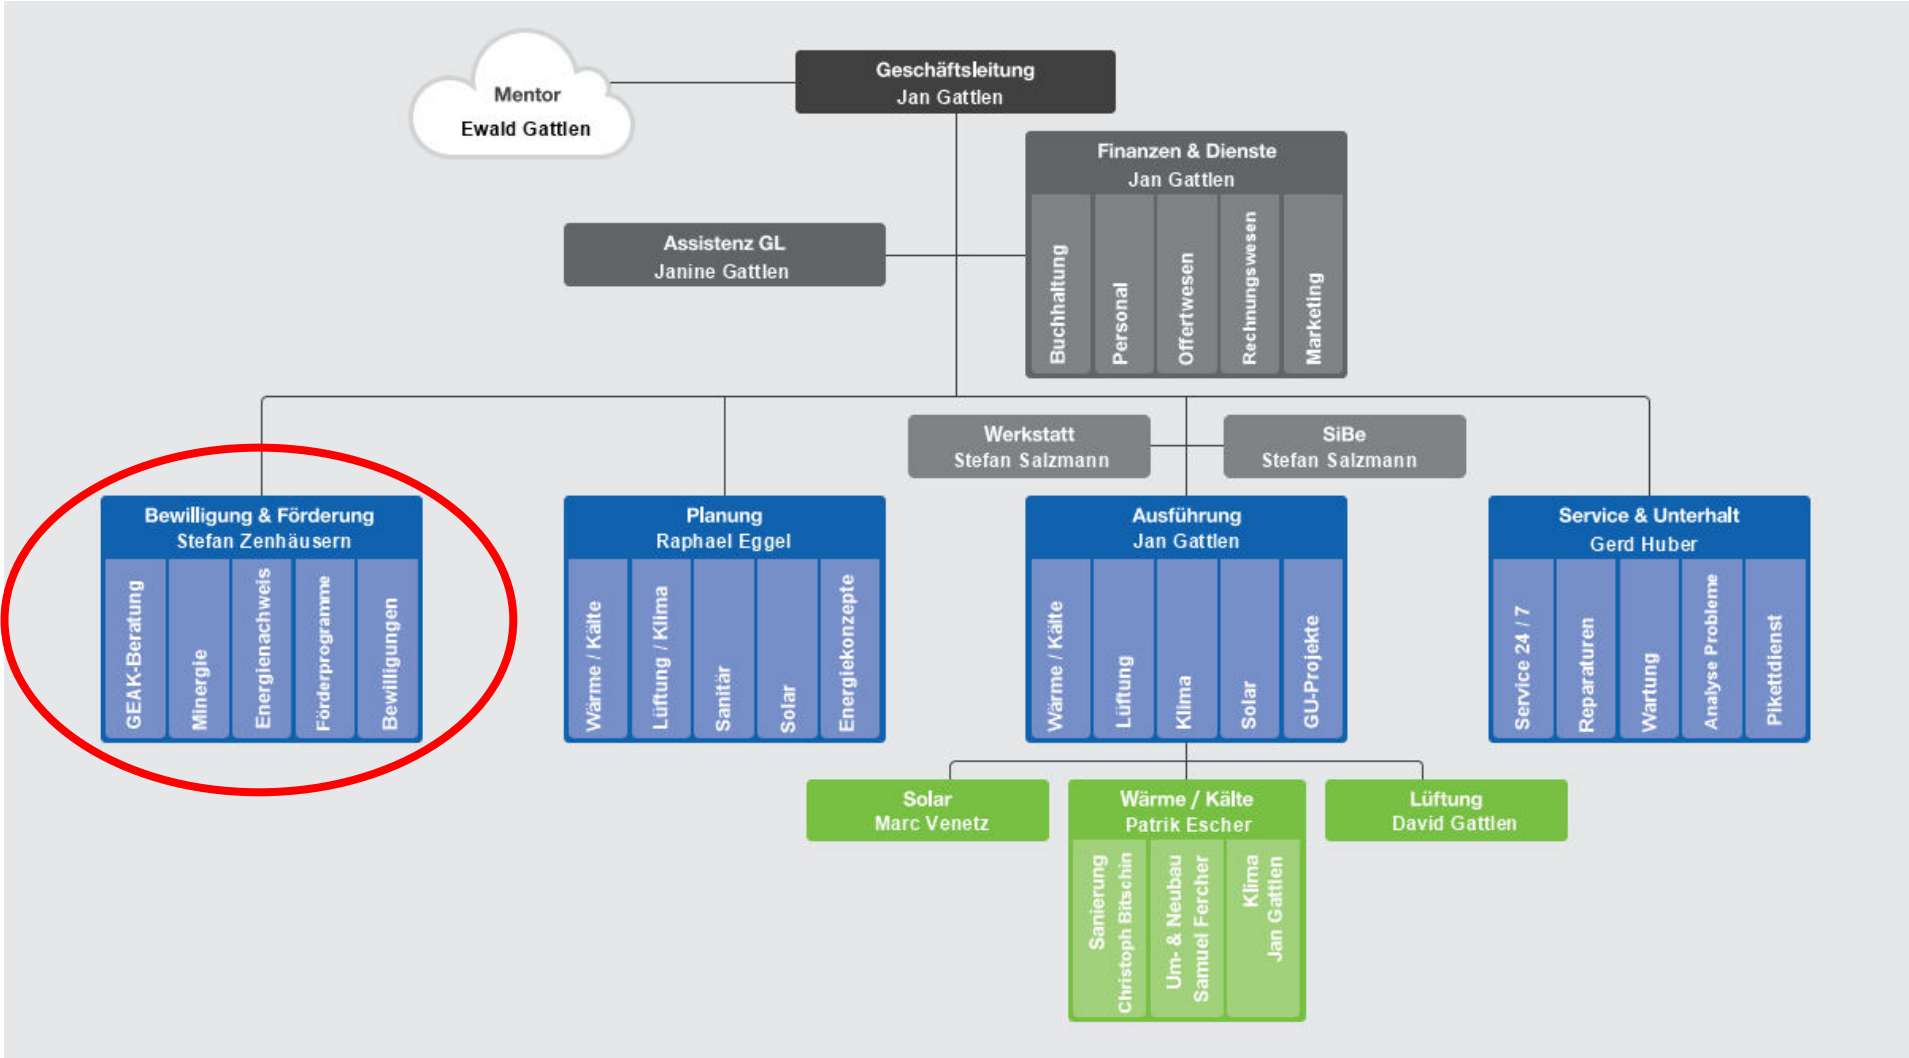 Mentor
Ewald Gattlen
Geschäftsleitung
Jan Gattlen
Finanzen & Dienste
Jan Gattlen
Buchhaltung
Personal
Offertwesen
Rechnungswesen
Marketing
Assistenz GL
Janine Gattlen
Werkstatt
Stefan Salzmann
SiBe
Stefan Salzmann
Bewilligung & Förderung
Stefan Zenhäusern
GEAK-Beratung
Minergie
Energienachweis
Förderprogramme
Bewilligungen
Planung
Raphael Eggel
Wärme / Kälte
Lüftung / Klima
Sanitär
Solar
Energiekonzepte
Ausführung
Jan Gattlen
Wärme / Kälte
Lüftung
Klima
Solar
GU-Projekte
Service & Unterhalt
Gerd Huber
Service 24 / 7
Reparaturen
Wartung
Analyse Probleme
Pikettdienst
Solar
Marc Venetz
Wärme / Kälte
Patrik Escher
Sanierung
Christoph Bitschin
Um- & Neubau
Samuel Fercher
Klima
Jan Gattlen
Lüftung
David Gattlen